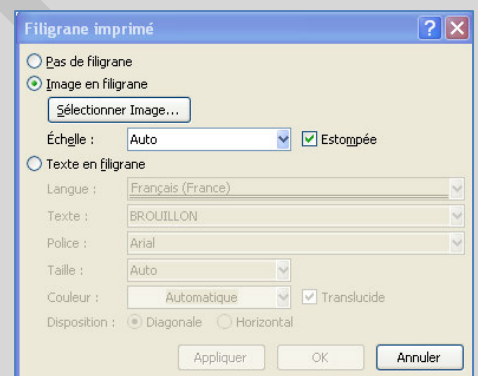 Filigrane imprimé
Pas de filigrane
Image en filigrane
Sélectionner Image...
Échelle : Auto Estompée
Texte en filigrane
Langue : Français (France)
Texte : BROUILLON
Police : Arial
Taille : Auto
Couleur : Automatique Translucide
Disposition : Diagonale Horizontal
Appliquer OK Annuler